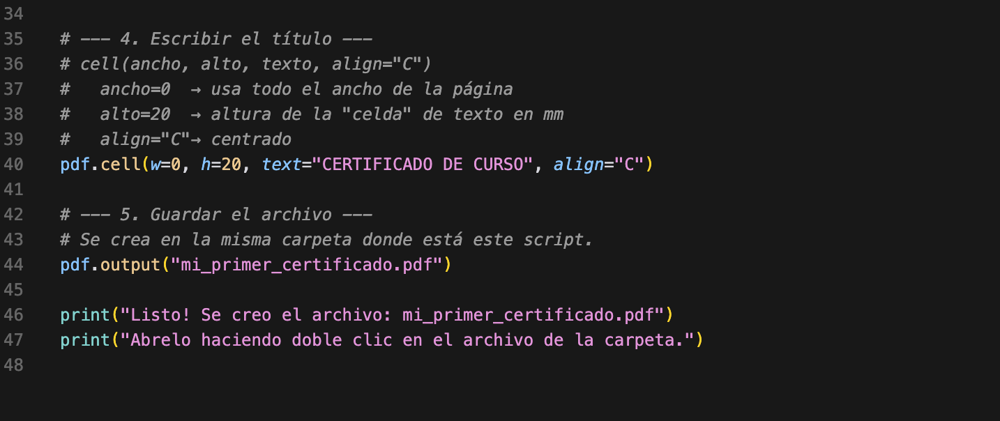 34
35 # --- 4. Escribir el título ---
36 # cell(ancho, alto, texto, align="C")
37 #   ancho=0  → usa todo el ancho de la página
38 #   alto=20  → altura de la "celda" de texto en mm
39 #   align="C"→ centrado
40 pdf.cell(w=0, h=20, text="CERTIFICADO DE CURSO", align="C")
41
42 # --- 5. Guardar el archivo ---
43 # Se crea en la misma carpeta donde está este script.
44 pdf.output("mi_primer_certificado.pdf")
45
46 print("Listo! Se creo el archivo: mi_primer_certificado.pdf")
47 print("Abrelo haciendo doble clic en el archivo de la carpeta.")
48